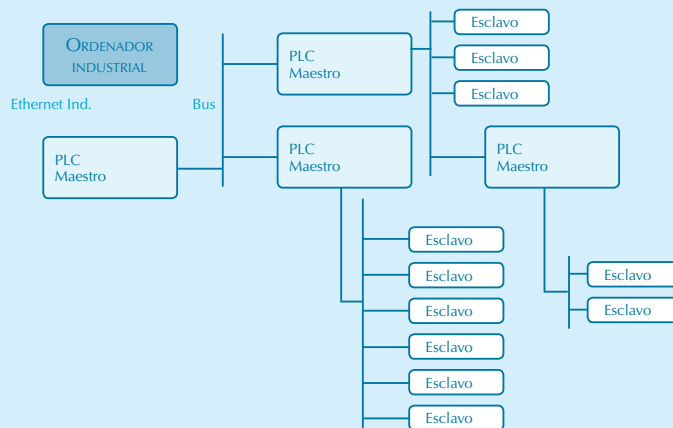 ORDENADOR
INDUSTRIAL
Ethernet Ind.
Bus
PLC
Maestro
PLC
Maestro
Esclavo
Esclavo
Esclavo
PLC
Maestro
PLC
Maestro
Esclavo
Esclavo
Esclavo
Esclavo
Esclavo
Esclavo
Esclavo
Esclavo